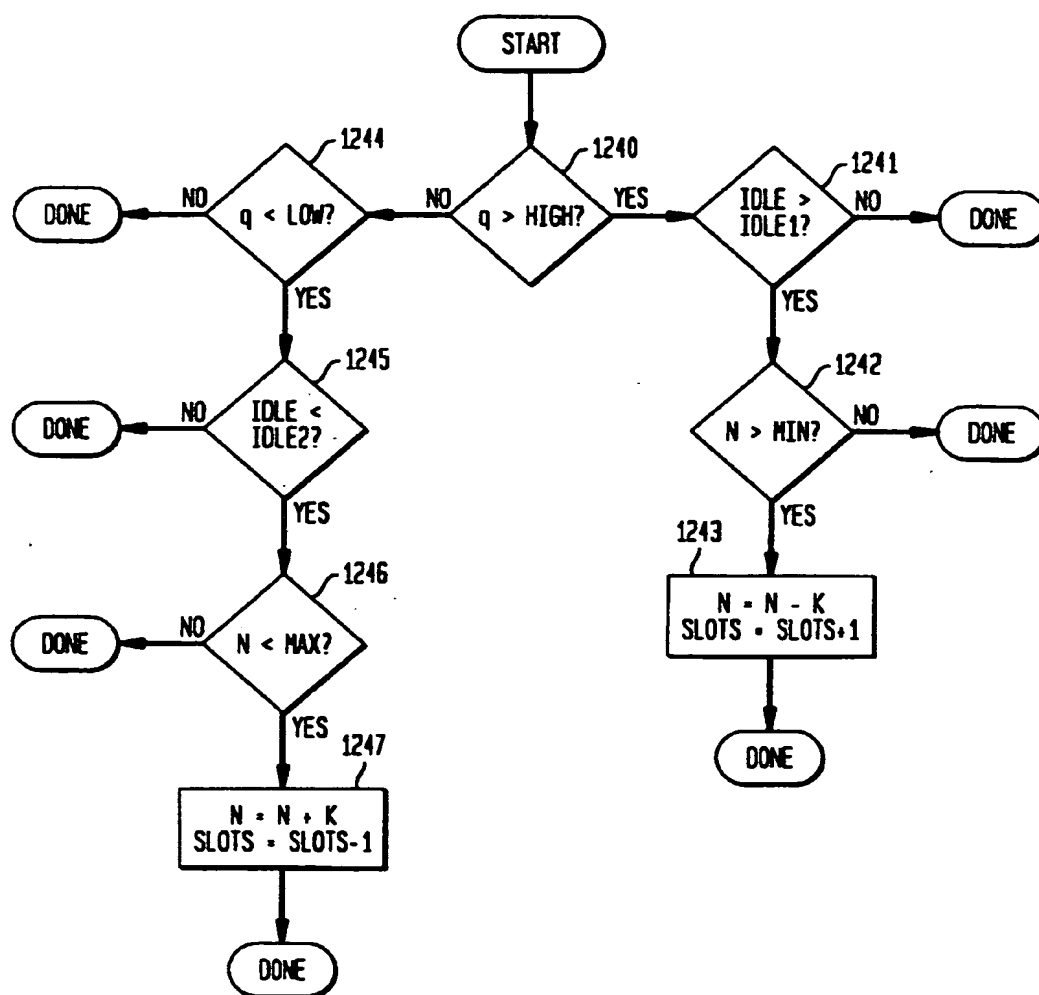 START
1244
1240
1241
DONE
NO
q < LOW?
NO
q > HIGH?
YES
IDLE >
IDLE1?
NO
DONE
YES
YES
1245
1242
DONE
NO
IDLE <
IDLE2?
N > MIN?
NO
DONE
YES
YES
1243
1246
N = N - K
SLOTS = SLOTS+1
DONE
NO
N < MAX?
YES
1247
DONE
N = N + K
SLOTS = SLOTS-1
DONE